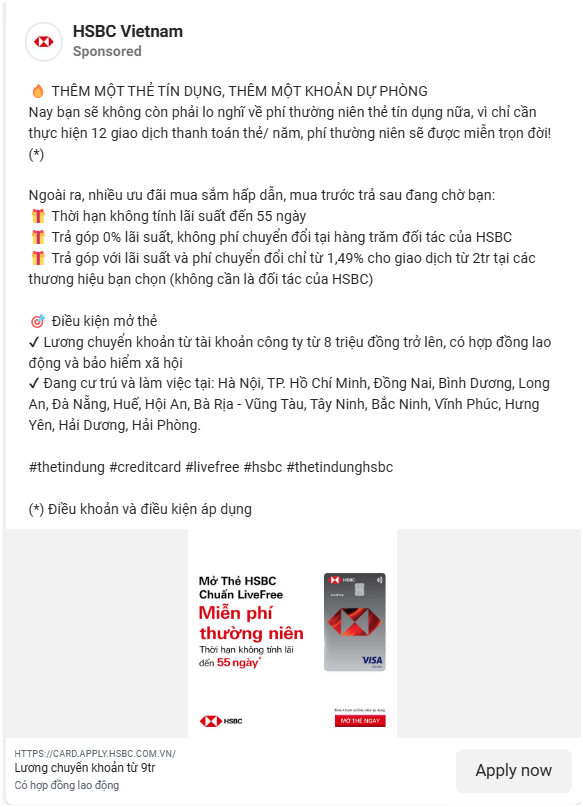 HSBC Vietnam
Sponsored
🔥 THÊM MỘT THẺ TÍN DỤNG, THÊM MỘT KHOẢN DỰ PHÒNG
Nay bạn sẽ không còn phải lo nghĩ về phí thường niên thẻ tín dụng nữa, vì chỉ cần
thực hiện 12 giao dịch thanh toán thẻ/ năm, phí thường niên sẽ được miễn trọn đời!
(*)
Ngoài ra, nhiều ưu đãi mua sắm hấp dẫn, mua trước trả sau đang chờ bạn:
🎁 Thời hạn không tính lãi suất đến 55 ngày
🎁 Trả góp 0% lãi suất, không phí chuyển đổi tại hàng trăm đối tác của HSBC
🎁 Trả góp với lãi suất và phí chuyển đổi chỉ từ 1,49% cho giao dịch từ 2tr tại các
thương hiệu bạn chọn (không cần là đối tác của HSBC)
🎯 Điều kiện mở thẻ
✔ Lương chuyển khoản từ tài khoản công ty từ 8 triệu đồng trở lên, có hợp đồng lao
động và bảo hiểm xã hội
✔ Đang cư trú và làm việc tại: Hà Nội, TP. Hồ Chí Minh, Đồng Nai, Bình Dương, Long
An, Đà Nẵng, Huế, Hội An, Bà Rịa - Vũng Tàu, Tây Ninh, Bắc Ninh, Vĩnh Phúc, Hưng
Yên, Hải Dương, Hải Phòng.
#thetindung #creditcard #livefree #hsbc #thetindunghsbc
(*) Điều khoản và điều kiện áp dụng
Mở Thẻ HSBC
Chuẩn LiveFree
Miễn phí
thường niên
Thời hạn không tính lãi
đến 55 ngày*
HSBC
LiveFree
VISA
*Điều khoản và điều kiện áp dụng
MỞ THẺ NGAY
HSBC
HTTPS://CARD.APPLY.HSBC.COM.VN/
Lương chuyển khoản từ 9tr
Có hợp đồng lao động
Apply now